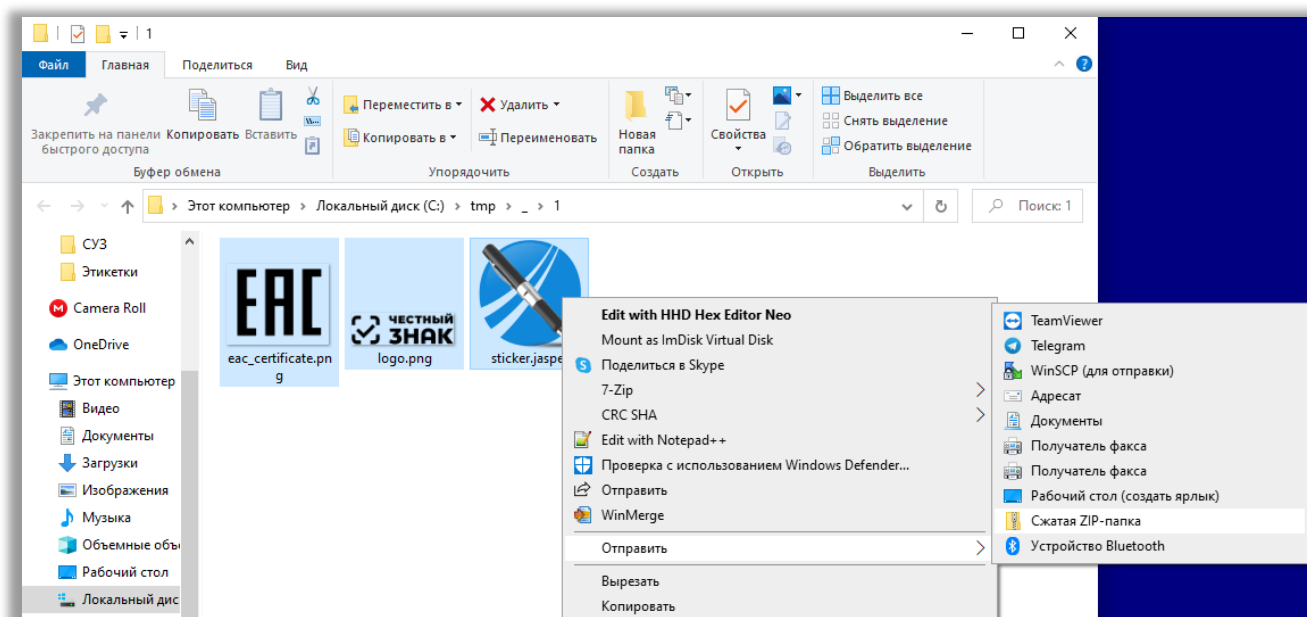 1
Файл Главная Поделиться Вид
Закрепить на панели быстрого доступа
Копировать
Вставить
Буфер обмена
Переместить в
Копировать в
Удалить
Переименовать
Упорядочить
Новая папка
Создать
Свойства
Открыть
Выделить все
Снять выделение
Обратить выделение
Выделить
Этот компьютер > Локальный диск (C:) > tmp > _ > 1
Поиск: 1
СУЗ
Этикетки
Camera Roll
OneDrive
Этот компьютер
Видео
Документы
Загрузки
Изображения
Музыка
Объемные объ
Рабочий стол
Локальный дис
EAC
eac_certificate.pn
g
ЧЕСТНЫЙ
ЗНАК
logo.png
sticker.jaspe
Edit with HHD Hex Editor Neo
Mount as ImDisk Virtual Disk
Поделиться в Skype
7-Zip
CRC SHA
Edit with Notepad++
Проверка с использованием Windows Defender...
Отправить
WinMerge
Отправить
Вырезать
Копировать
TeamViewer
Telegram
WinSCP (для отправки)
Адресат
Документы
Получатель факса
Получатель факса
Рабочий стол (создать ярлык)
Сжатая ZIP-папка
Устройство Bluetooth